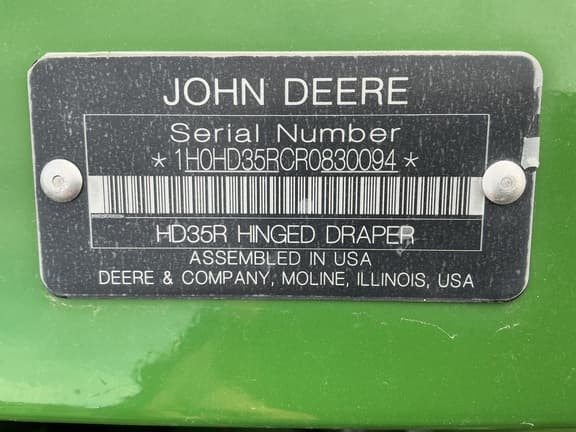 JOHN DEERE
Serial Number
*1H0HD35RCR0830094*
HD35R HINGED DRAPER
ASSEMBLED IN USA
DEERE & COMPANY, MOLINE, ILLINOIS, USA